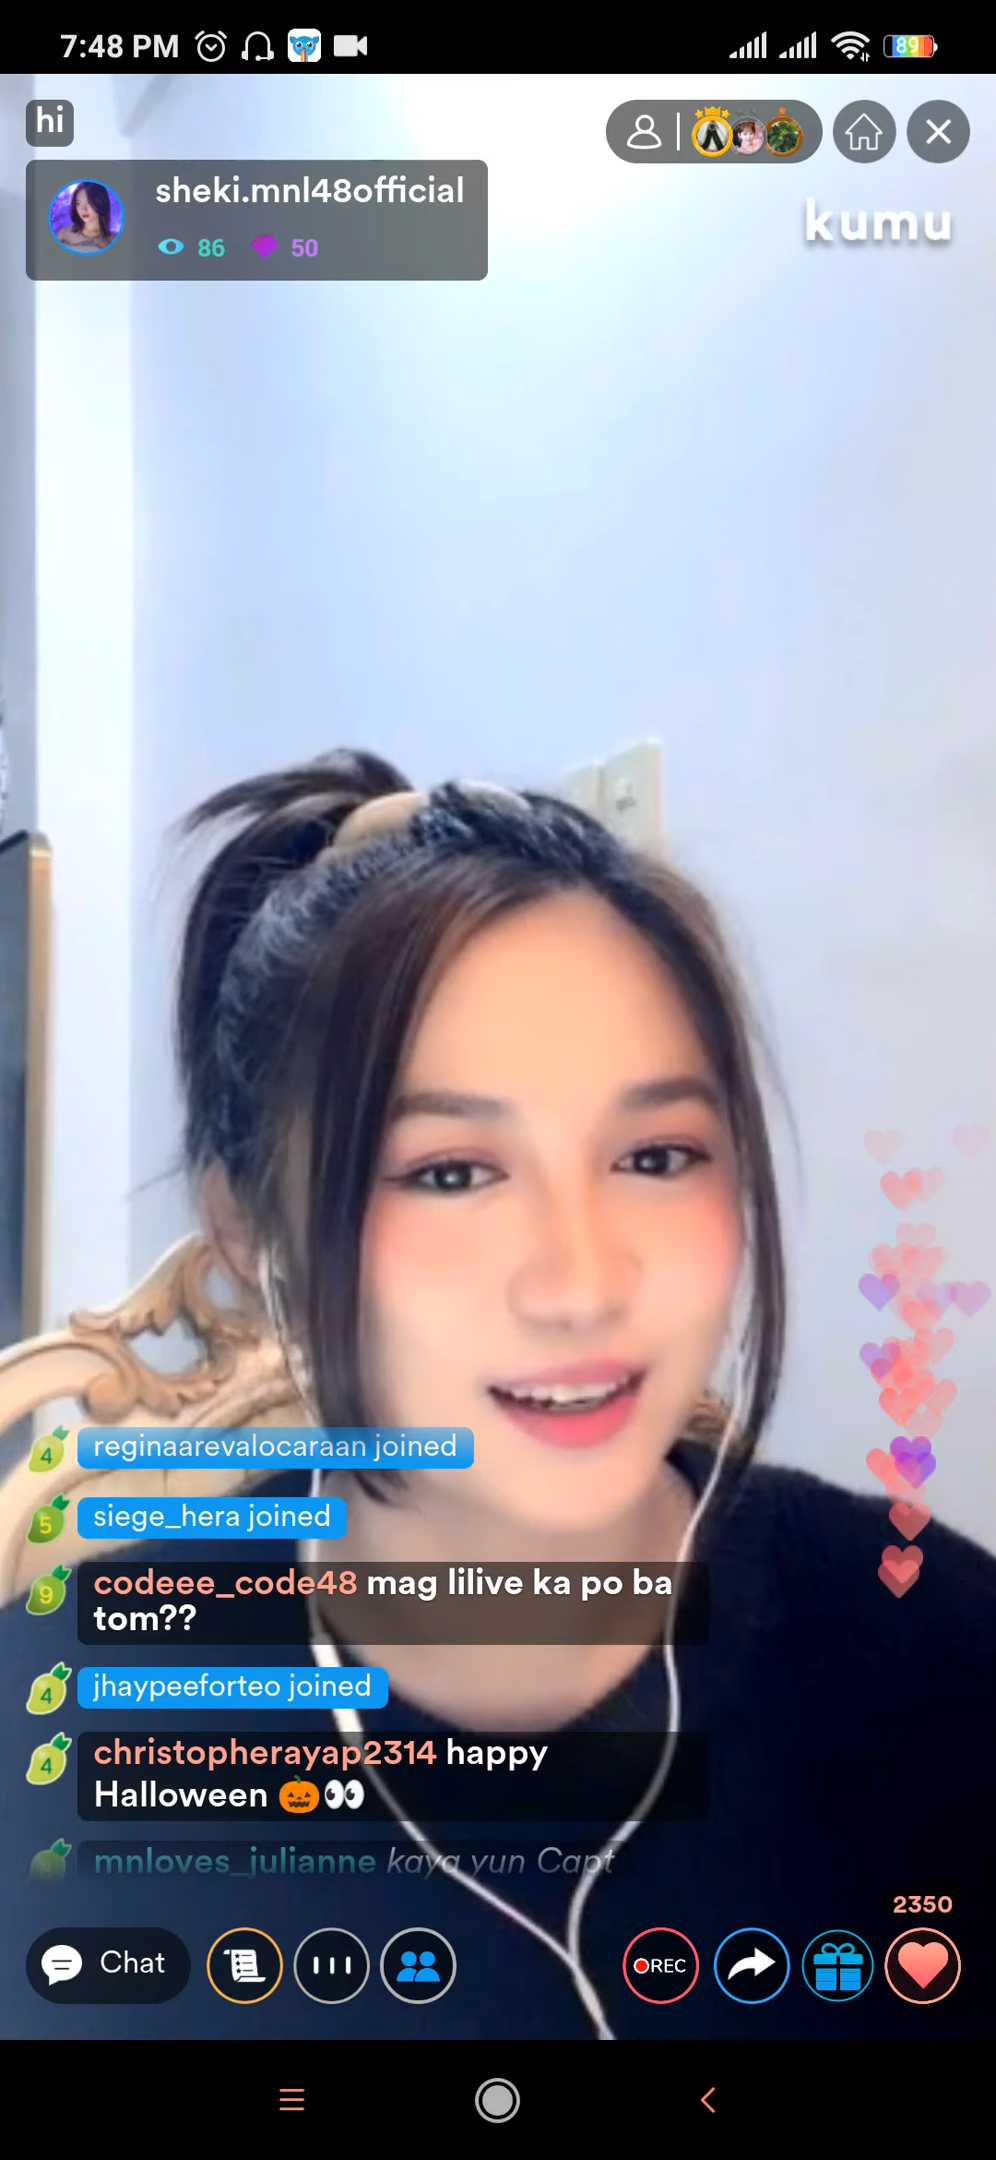 7:48 PM
89
hi
sheki.mnl48official
86 50
kumu
4 reginaarevalocaraan joined
5 siege_hera joined
9 codeee_code48 mag lilive ka po ba
tom??
4 jhaypeeforteo joined
4 christopherayap2314 happy
Halloween 🎃👀
mnloves_julianne kaya yun Capt
2350
Chat
REC